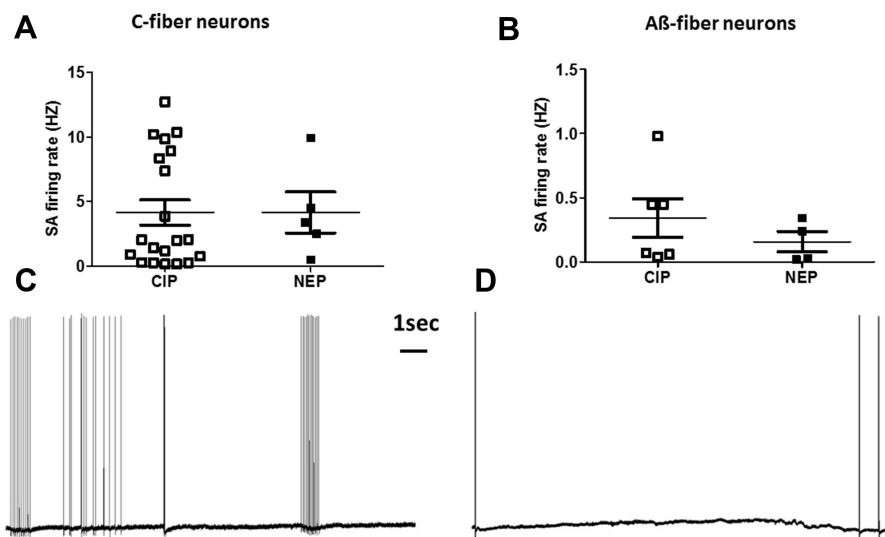 A
C-fiber neurons
SA firing rate (HZ)
15
10
5
0
CIP
NEP
B
Aß-fiber neurons
SA firing rate (HZ)
1.5
1.0
0.5
0.0
CIP
NEP
C
1sec
D